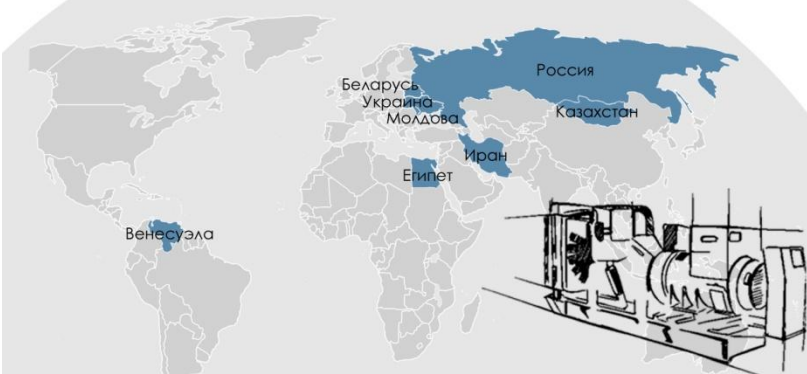 Россия
Беларусь
Украина
Молдова
Казахстан
Иран
Египет
Венесуэла